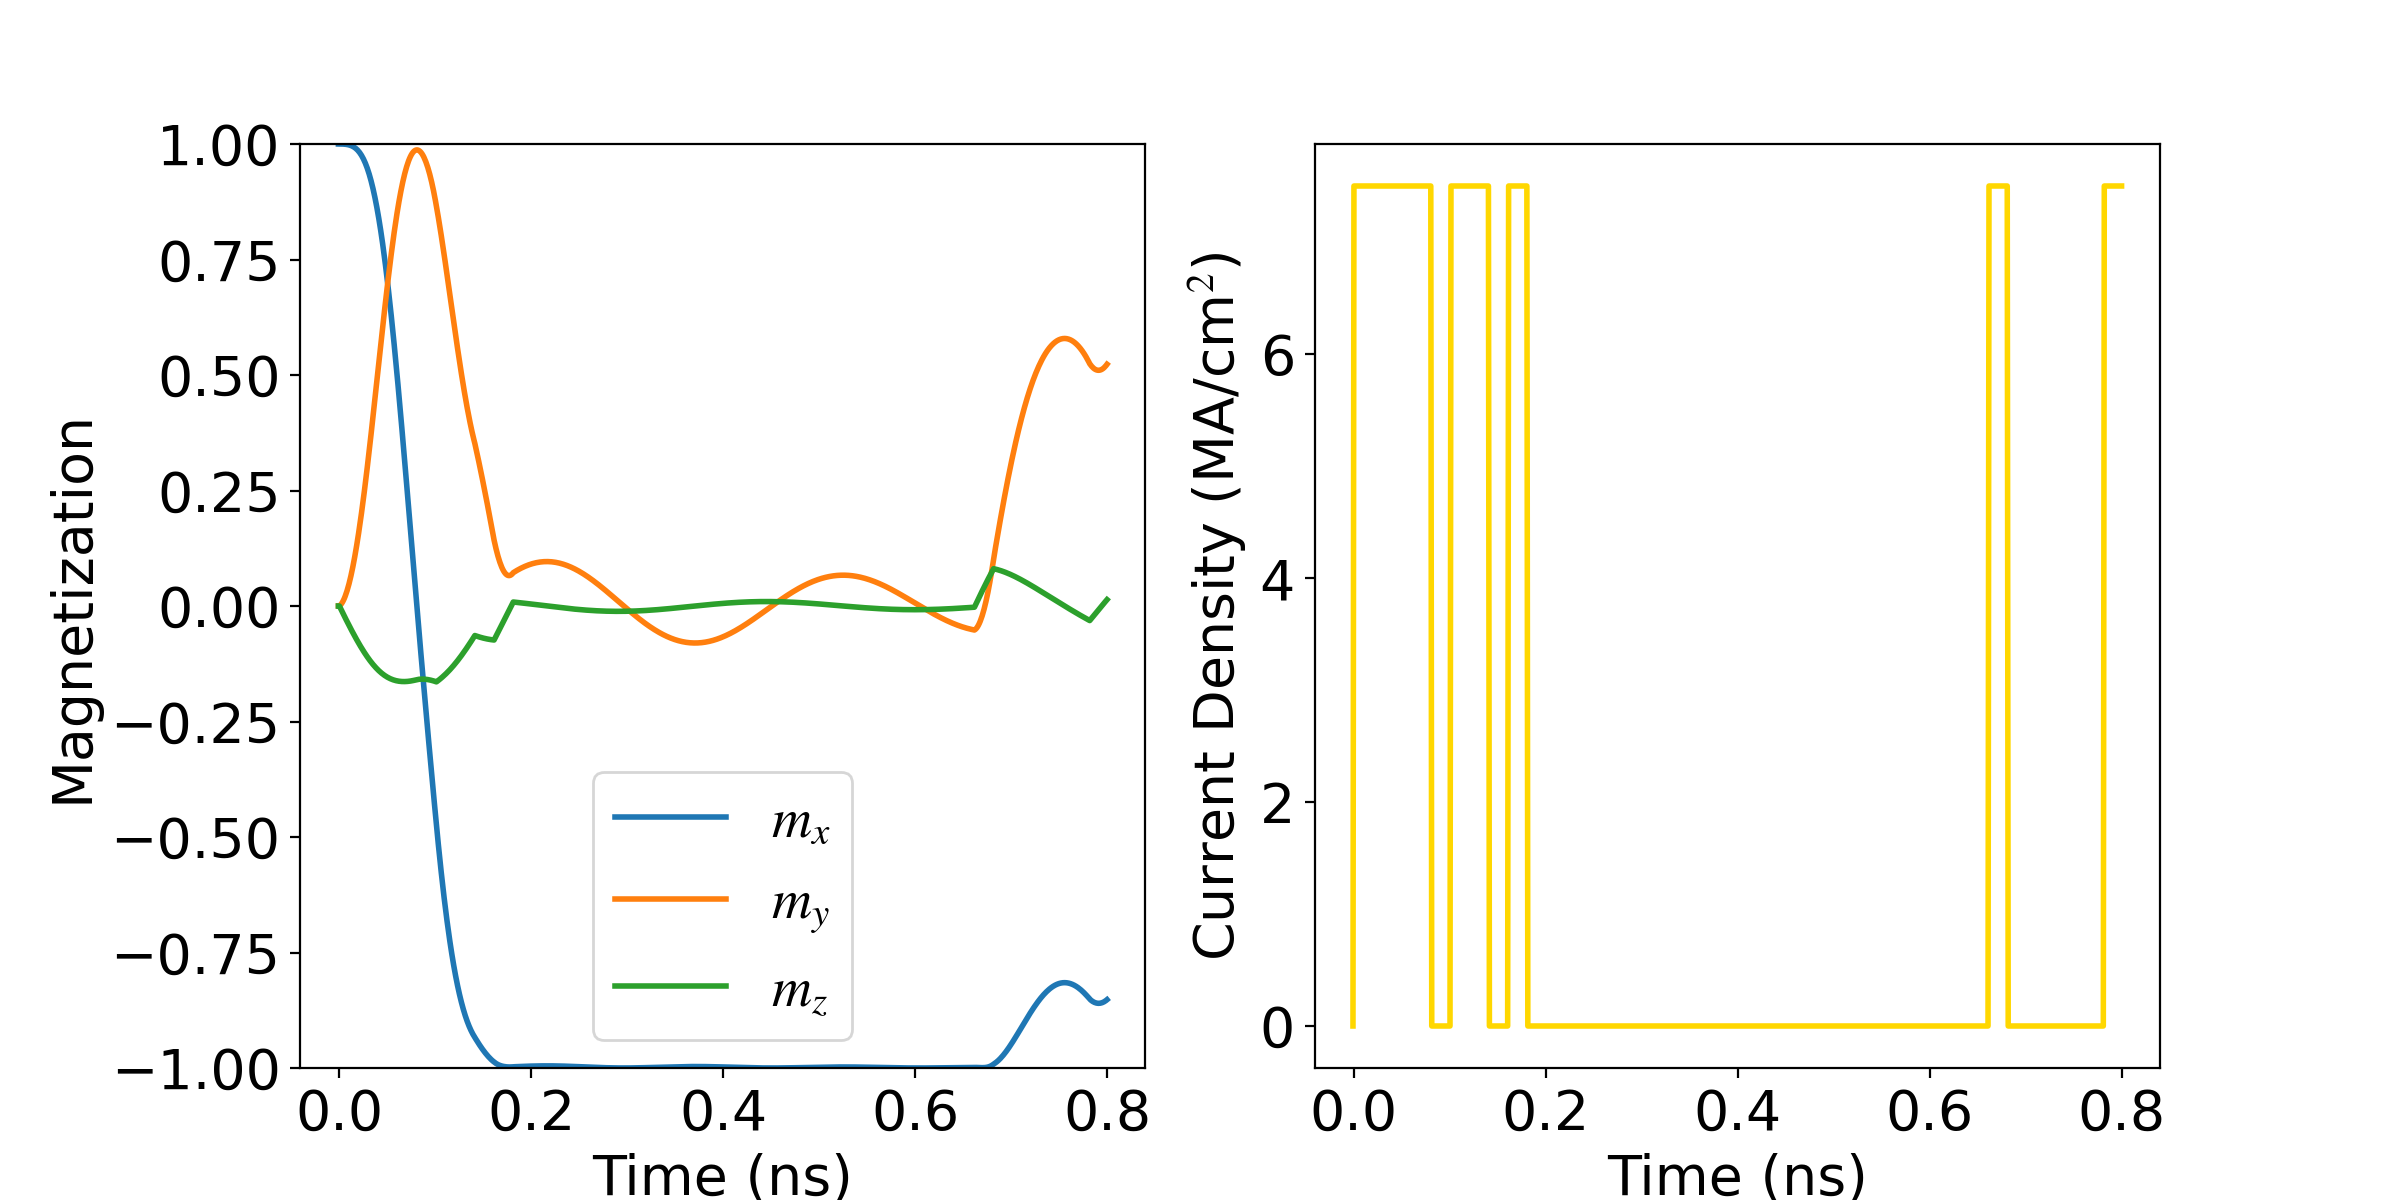 1.00
0.75
0.50
0.25
0.00
−0.25
−0.50
−0.75
−1.00
Magnetization
0.0 0.2 0.4 0.6 0.8
Time (ns)
m_x
m_y
m_z
6
4
2
0
Current Density (MA/cm²)
0.0 0.2 0.4 0.6 0.8
Time (ns)